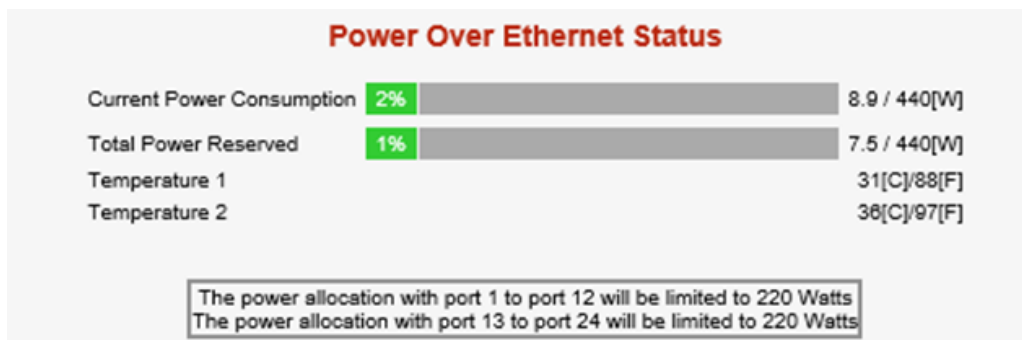 Power Over Ethernet Status
Current Power Consumption 2% 8.9 / 440[W]
Total Power Reserved 1% 7.5 / 440[W]
Temperature 1 31[C]/88[F]
Temperature 2 36[C]/97[F]
The power allocation with port 1 to port 12 will be limited to 220 Watts
The power allocation with port 13 to port 24 will be limited to 220 Watts